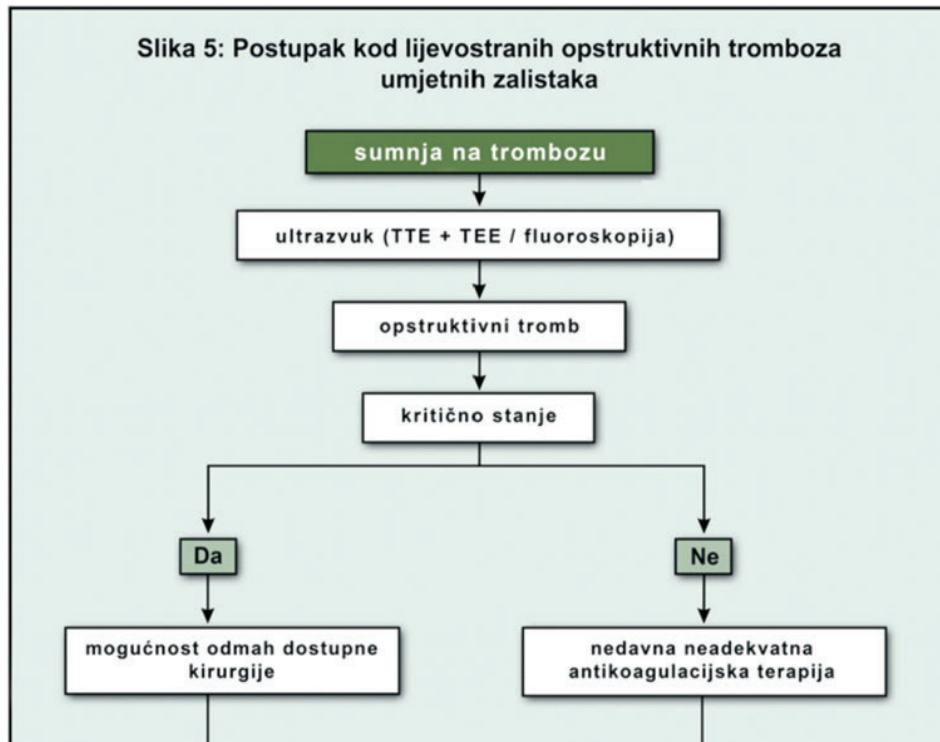 Slika 5: Postupak kod lijevostranih opstruktivnih tromboza
umjetnih zalistaka
sumnja na trombozu
ultrazvuk (TTE + TEE / fluoroskopija)
opstruktivni tromb
kritično stanje
Da
Ne
mogućnost odmah dostupne
kirurgije
nedavna neadekvatna
antikoagulacijska terapija